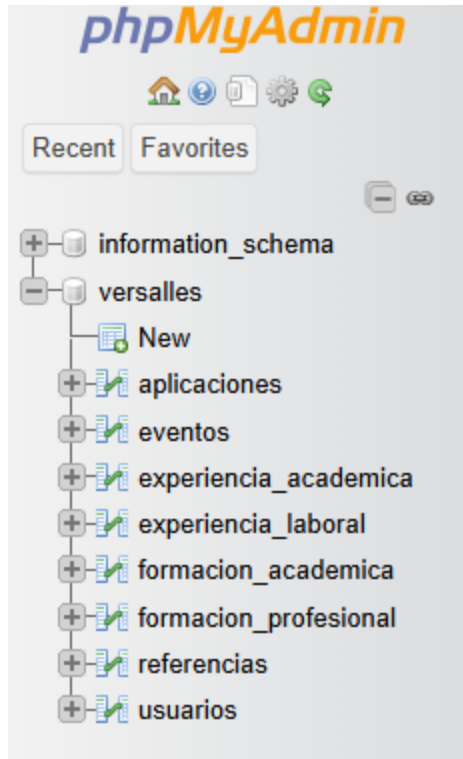 phpMyAdmin
Recent Favorites
information_schema
versalles
New
aplicaciones
eventos
experiencia_academica
experiencia_laboral
formacion_academica
formacion_profesional
referencias
usuarios